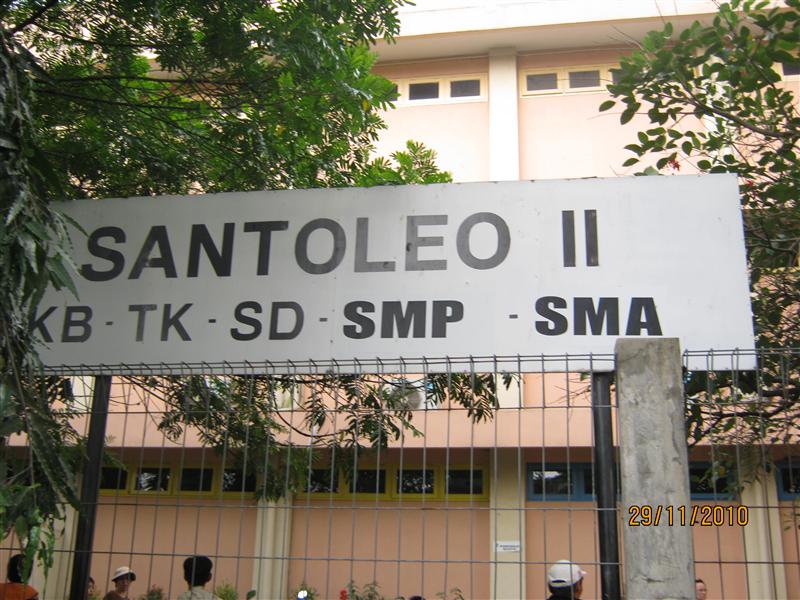 SANTOLEO II
KB - TK - SD - SMP - SMA
29/11/2010